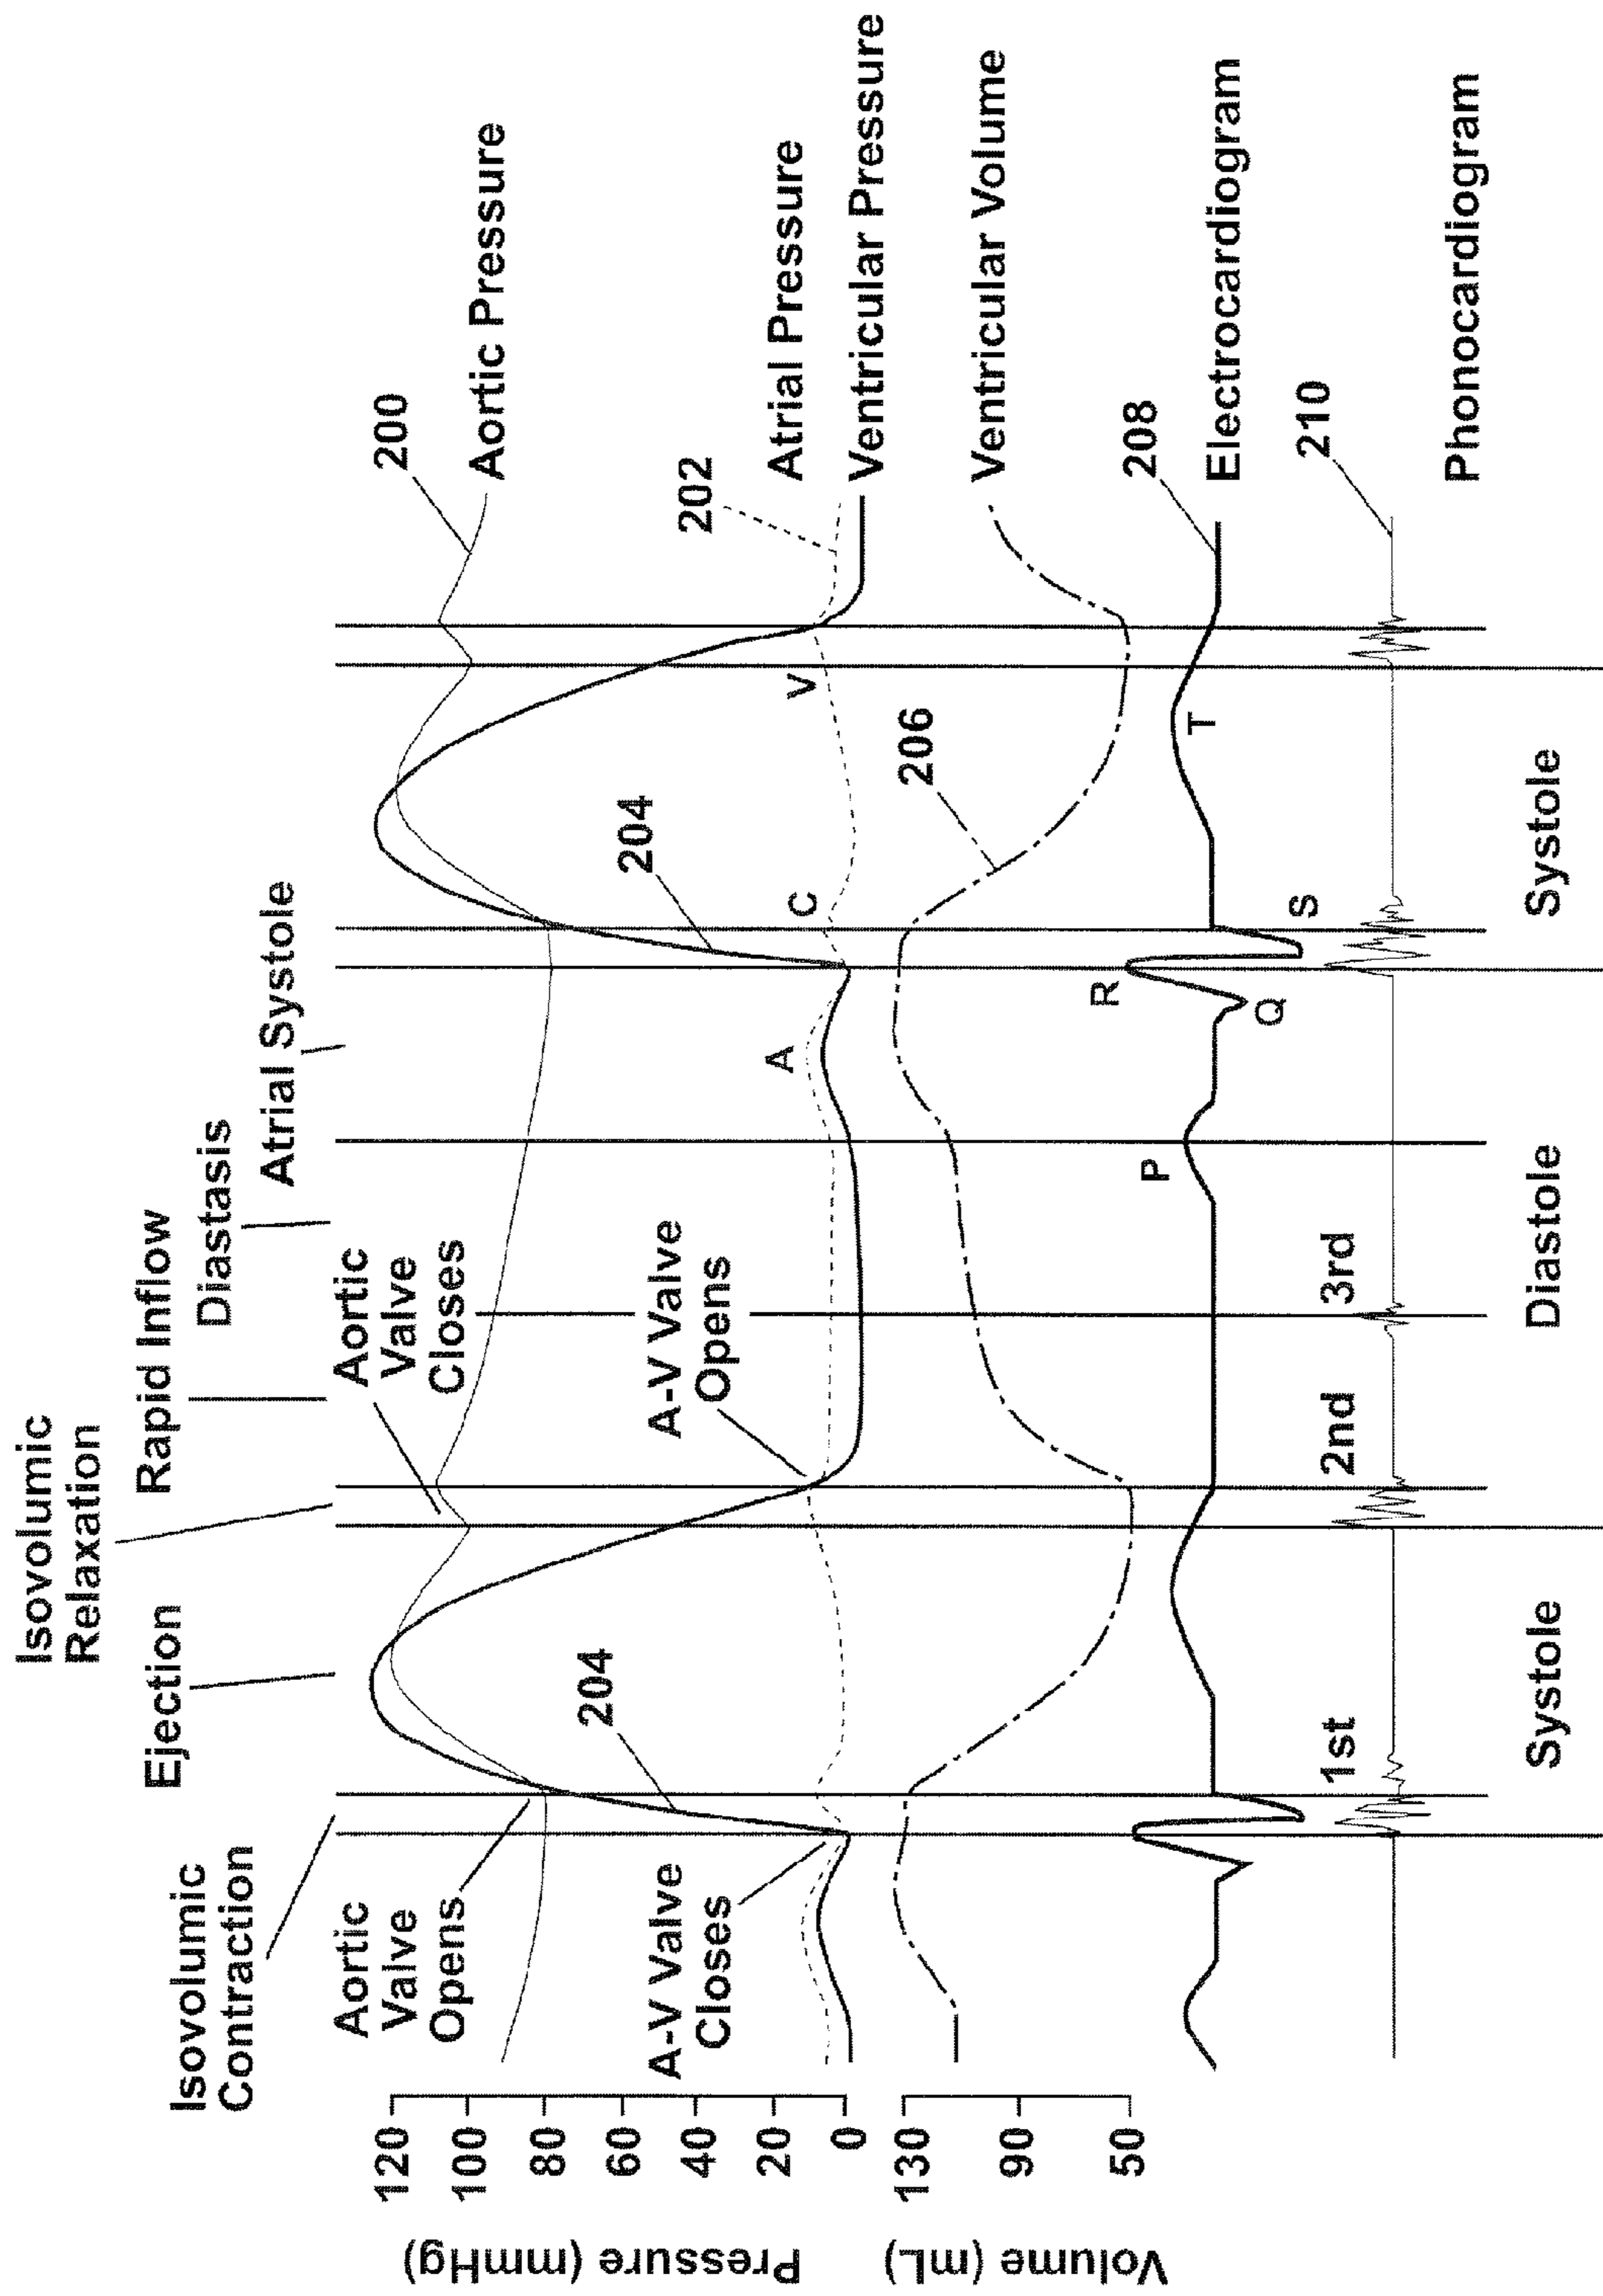 Isovolumic
Relaxation
Ejection
Rapid Inflow
Isovolumic
Contraction
Diastasis
Atrial Systole
Aortic
Valve
Opens
Aortic
Valve
Closes
200
Aortic Pressure
120
100
80
60
40
20
0
Pressure (mmHg)
204
204
A-V Valve
Closes
A-V Valve
Opens
A
C
V
202
Atrial Pressure
Ventricular Pressure
130
90
50
Volume (mL)
206
Ventricular Volume
P
R
Q
S
T
208
Electrocardiogram
1st
2nd
3rd
210
Phonocardiogram
Systole
Diastole
Systole